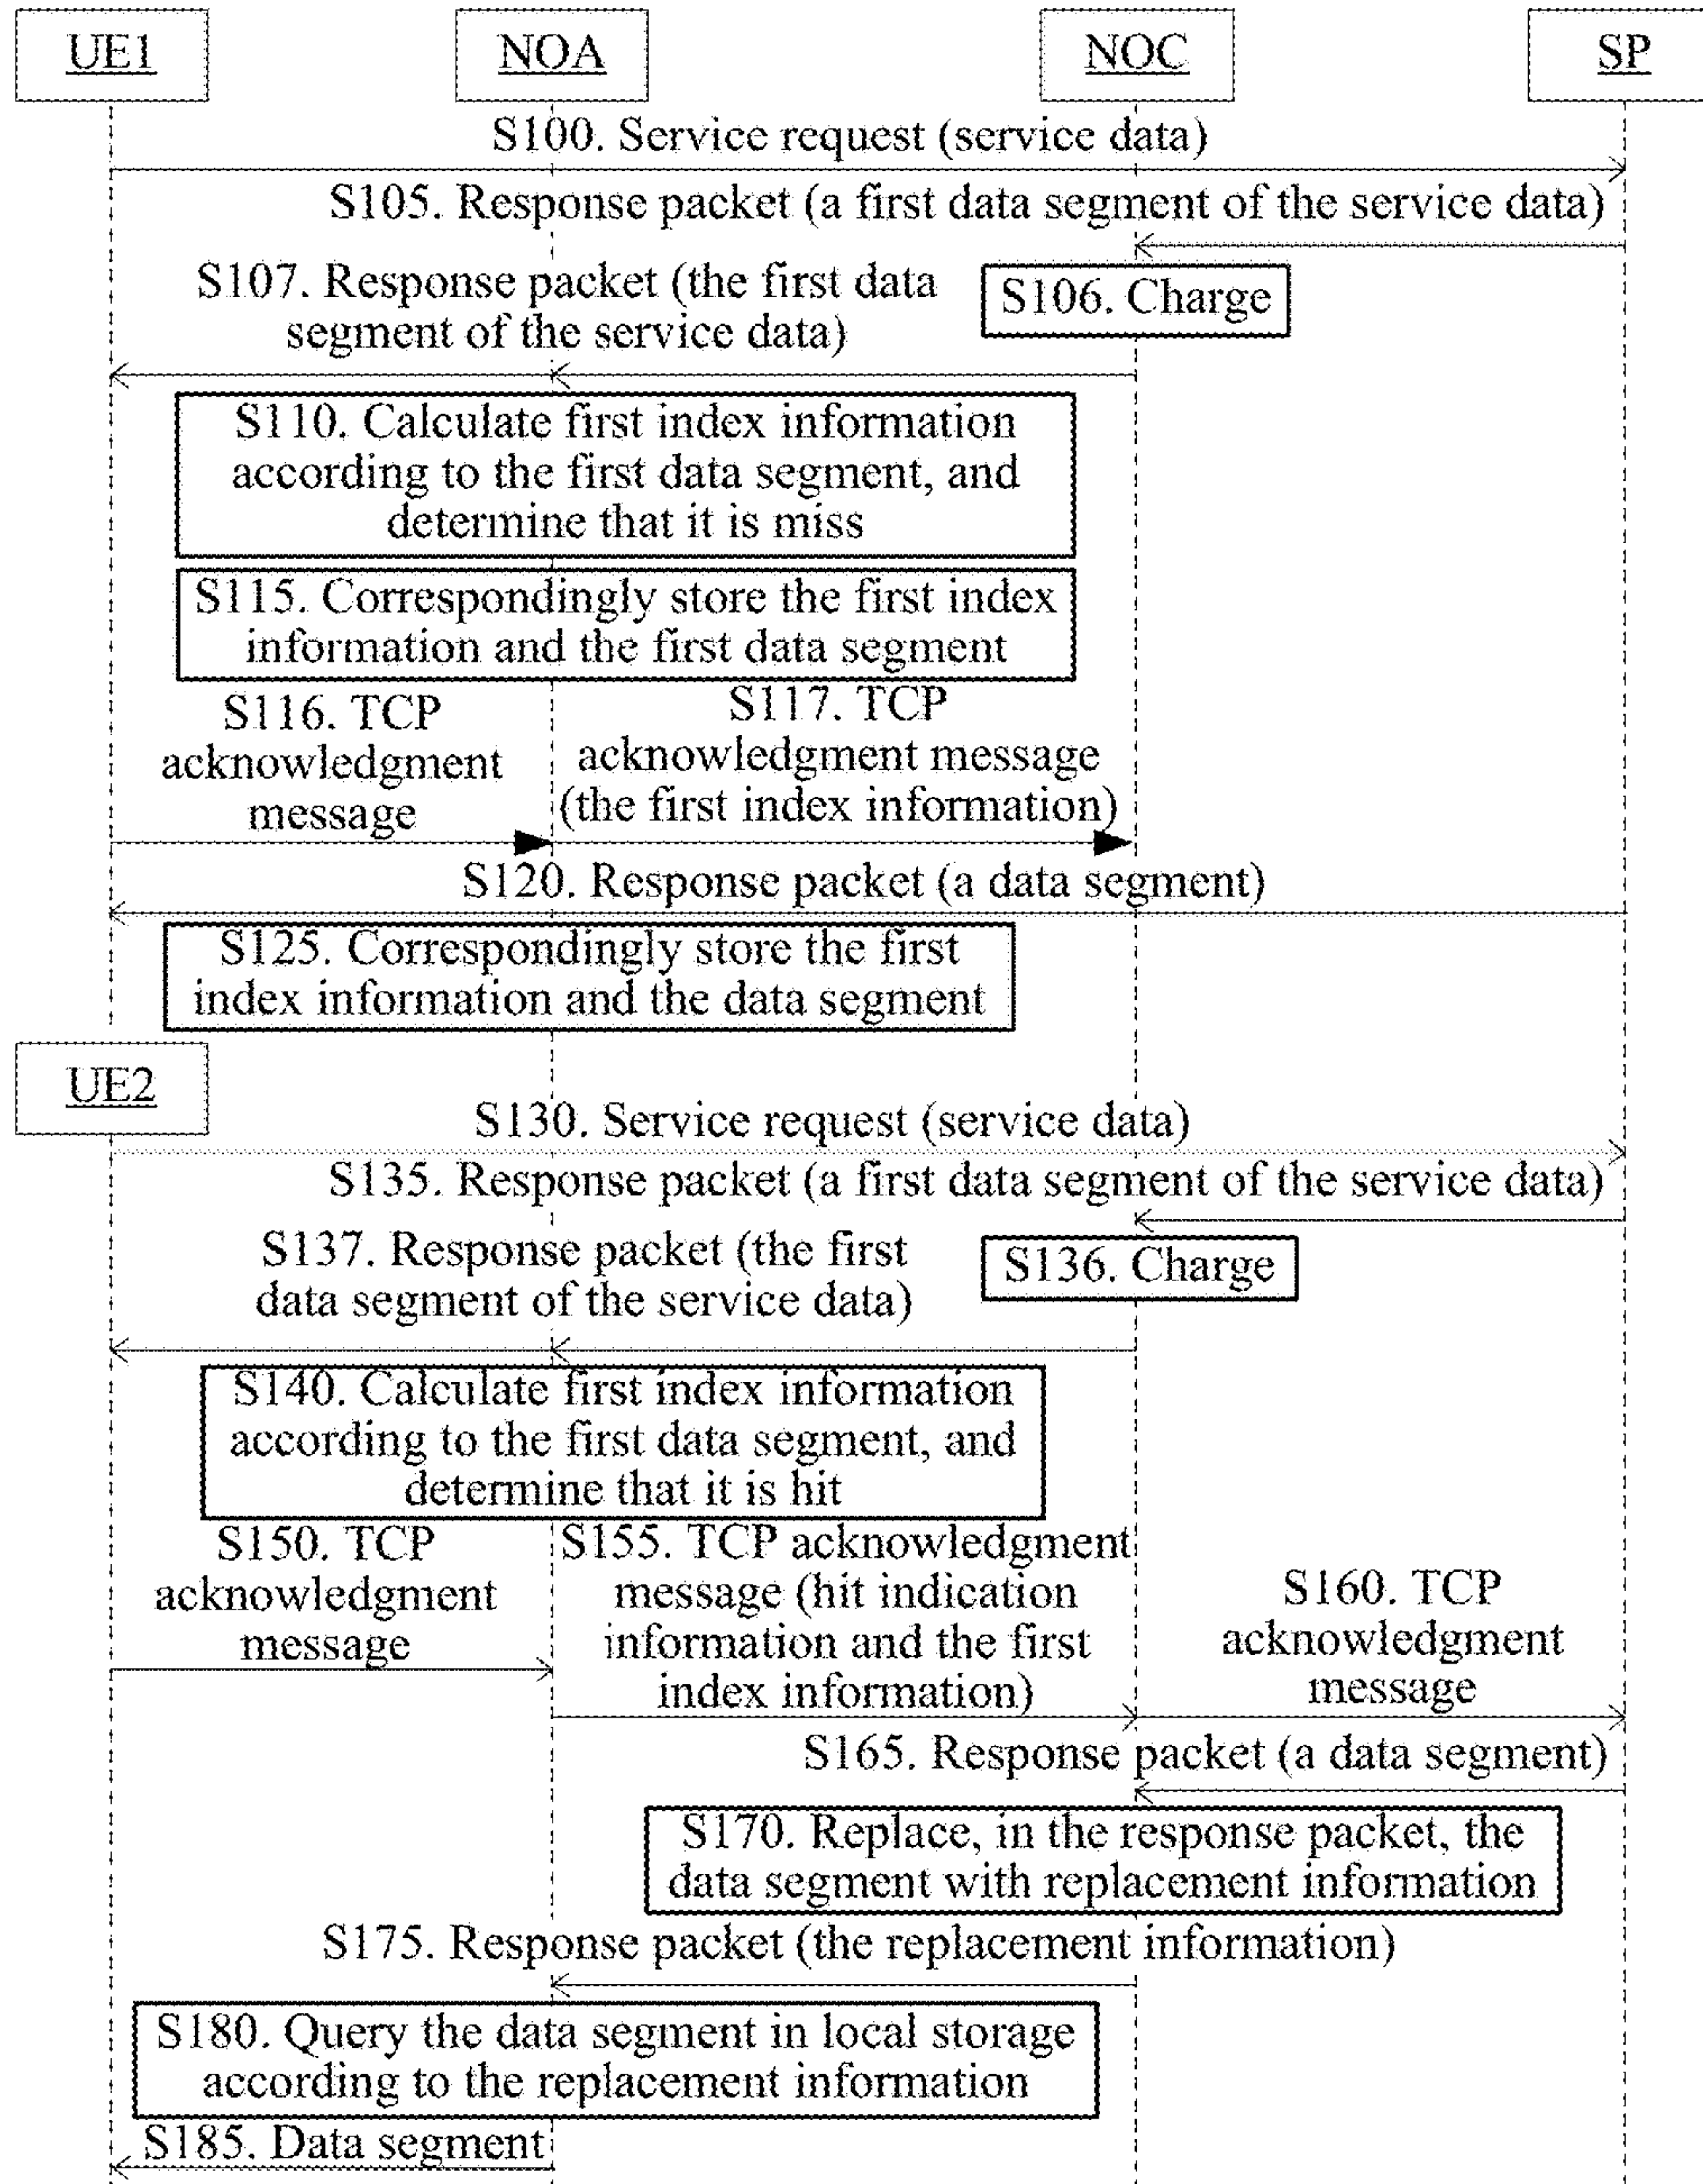 UE1
NOA
NOC
SP
S100. Service request (service data)
S105. Response packet (a first data segment of the service data)
S107. Response packet (the first data
segment of the service data)
S106. Charge
S110. Calculate first index information
according to the first data segment, and
determine that it is miss
S115. Correspondingly store the first index
information and the first data segment
S116. TCP
acknowledgment
message
S117. TCP
acknowledgment message
(the first index information)
S120. Response packet (a data segment)
S125. Correspondingly store the first
index information and the data segment
UE2
S130. Service request (service data)
S135. Response packet (a first data segment of the service data)
S137. Response packet (the first
data segment of the service data)
S136. Charge
S140. Calculate first index information
according to the first data segment, and
determine that it is hit
S150. TCP
acknowledgment
message
S155. TCP acknowledgment
message (hit indication
information and the first
index information)
S160. TCP
acknowledgment
message
S165. Response packet (a data segment)
S170. Replace, in the response packet, the
data segment with replacement information
S175. Response packet (the replacement information)
S180. Query the data segment in local storage
according to the replacement information
S185. Data segment